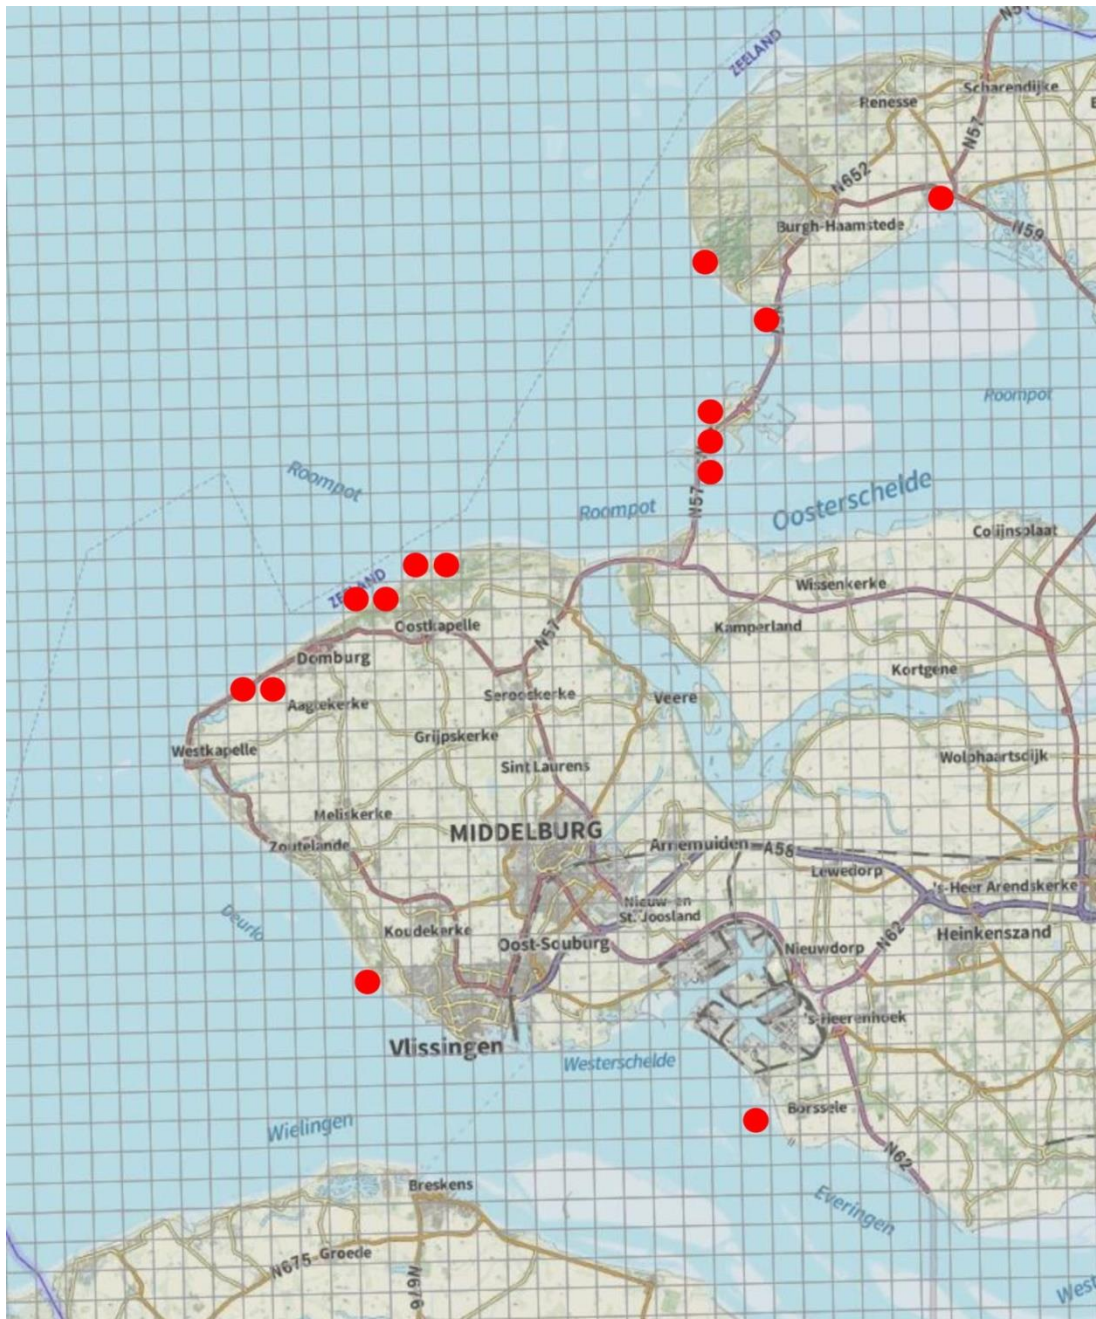 ZEELAND
Scharendijke
Renesse
N57
N652
Burgh-Haamstede
N59
Roompot
Roompot
Roompot
N57
Oosterschelde
Colijnsplaat
ZEELAND
Wissenkerke
Oostkapelle
Kamperland
N57
Domburg
Kortgene
Serooskerke
Veere
Aagtekerke
Grijpskerke
Westkapelle
Wolphaartsdijk
Sint Laurens
Meliskerke
MIDDELBURG
Zoutelande
Arnemuiden
A58
Lewedorp
's-Heer Arendskerke
Nieuw- en
St. Joosland
Deurlo
Koudekerke
Oost-Souburg
Nieuwdorp
N62
Heinkenszand
's-Heerenhoek
Vlissingen
Westerschelde
Borssele
Wielingen
N62
Breskens
Everingen
N675
Groede
N676
West